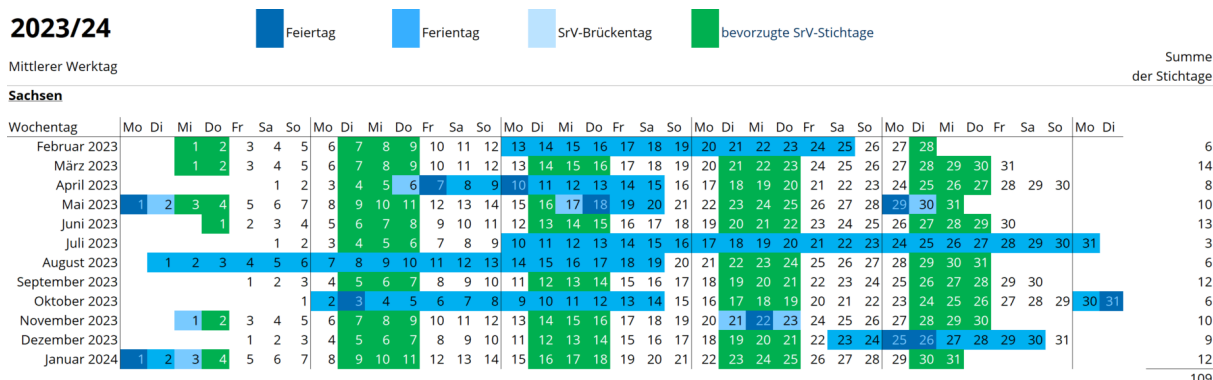 2023/24 Feiertag Ferientag SrV-Brückentag bevorzugte SrV-Stichtage
Mittlerer Werktag Summe der Stichtage
Sachsen
Wochentag Mo Di Mi Do Fr Sa So Mo Di Mi Do Fr Sa So Mo Di Mi Do Fr Sa So Mo Di Mi Do Fr Sa So Mo Di Mi Do Fr Sa So Mo Di
Februar 2023 1 2 3 4 5 6 7 8 9 10 11 12 13 14 15 16 17 18 19 20 21 22 23 24 25 26 27 28 6
März 2023 1 2 3 4 5 6 7 8 9 10 11 12 13 14 15 16 17 18 19 20 21 22 23 24 25 26 27 28 29 30 31 14
April 2023 1 2 3 4 5 6 7 8 9 10 11 12 13 14 15 16 17 18 19 20 21 22 23 24 25 26 27 28 29 30 8
Mai 2023 1 2 3 4 5 6 7 8 9 10 11 12 13 14 15 16 17 18 19 20 21 22 23 24 25 26 27 28 29 30 31 10
Juni 2023 1 2 3 4 5 6 7 8 9 10 11 12 13 14 15 16 17 18 19 20 21 22 23 24 25 26 27 28 29 30 13
Juli 2023 1 2 3 4 5 6 7 8 9 10 11 12 13 14 15 16 17 18 19 20 21 22 23 24 25 26 27 28 29 30 31 3
August 2023 1 2 3 4 5 6 7 8 9 10 11 12 13 14 15 16 17 18 19 20 21 22 23 24 25 26 27 28 29 30 31 6
September 2023 1 2 3 4 5 6 7 8 9 10 11 12 13 14 15 16 17 18 19 20 21 22 23 24 25 26 27 28 29 30 12
Oktober 2023 1 2 3 4 5 6 7 8 9 10 11 12 13 14 15 16 17 18 19 20 21 22 23 24 25 26 27 28 29 30 31 6
November 2023 1 2 3 4 5 6 7 8 9 10 11 12 13 14 15 16 17 18 19 20 21 22 23 24 25 26 27 28 29 30 10
Dezember 2023 1 2 3 4 5 6 7 8 9 10 11 12 13 14 15 16 17 18 19 20 21 22 23 24 25 26 27 28 29 30 31 9
Januar 2024 1 2 3 4 5 6 7 8 9 10 11 12 13 14 15 16 17 18 19 20 21 22 23 24 25 26 27 28 29 30 31 12
109